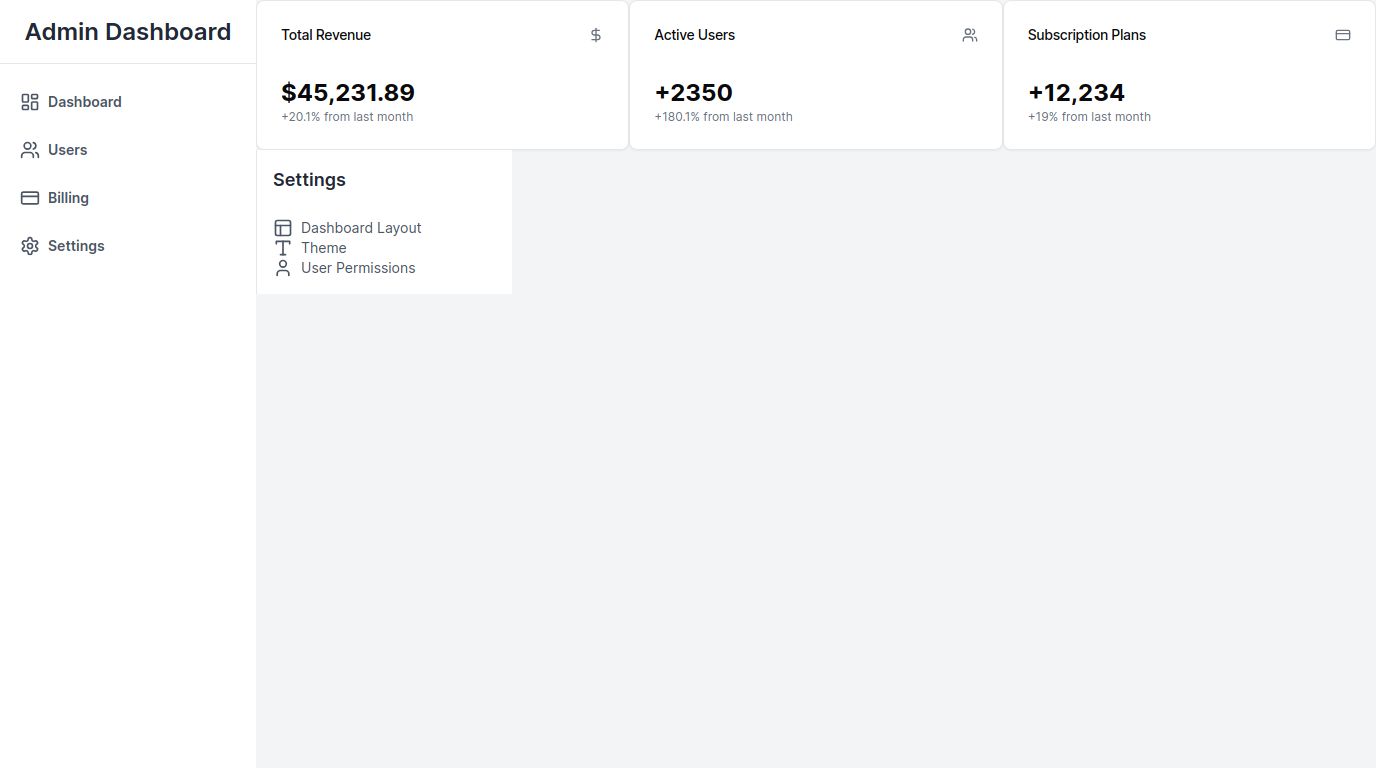 Admin Dashboard
Dashboard
Users
Billing
Settings
Total Revenue
$45,231.89
+20.1% from last month
Active Users
+2350
+180.1% from last month
Subscription Plans
+12,234
+19% from last month
Settings
Dashboard Layout
Theme
User Permissions